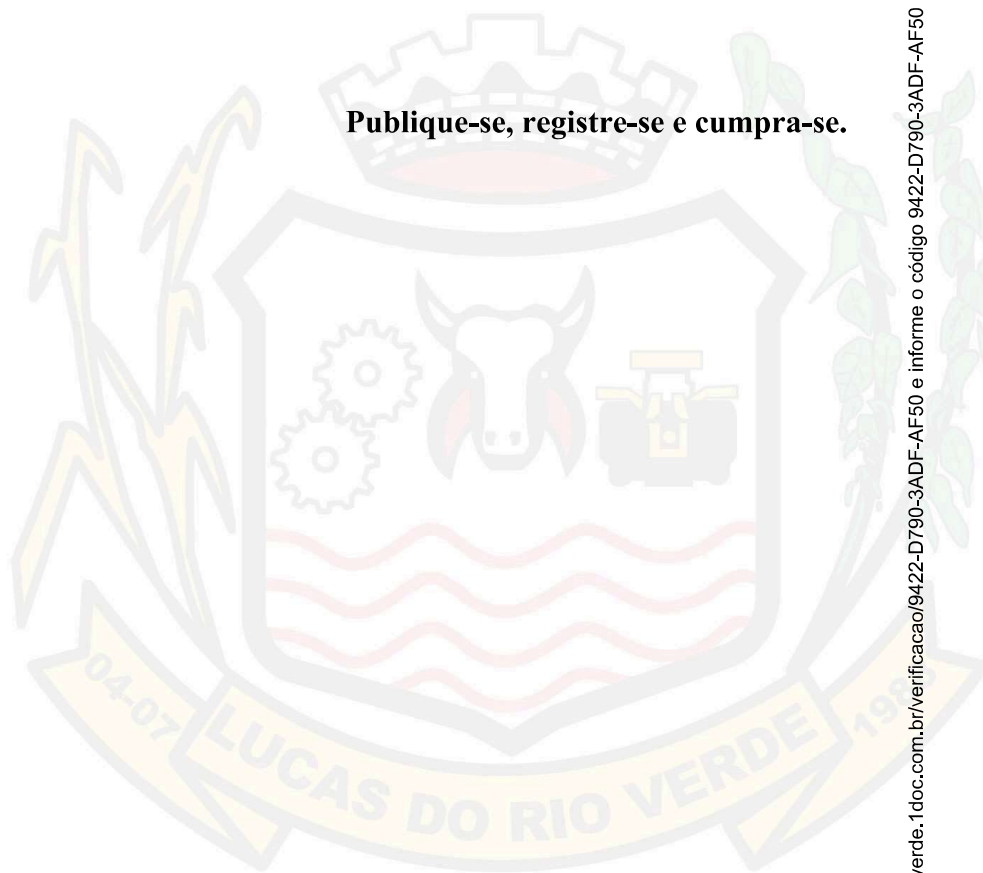 Publique-se, registre-se e cumpra-se.
verde.1doc.com.br/verificacao/9422-D790-3ADF-AF50 e informe o código 9422-D790-3ADF-AF50
04-07
LUCAS DO RIO VERDE